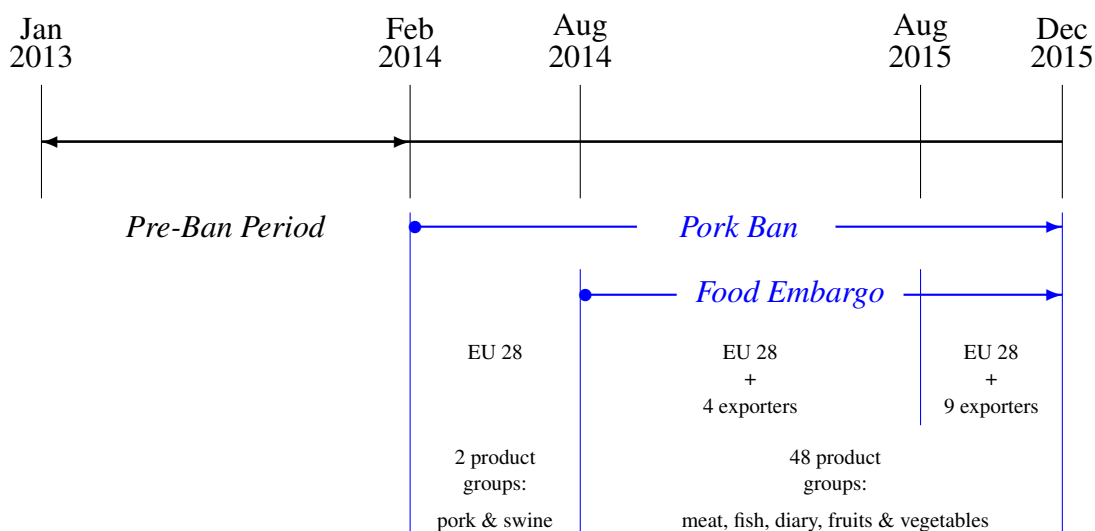 Jan
2013
Feb
2014
Aug
2014
Aug
2015
Dec
2015
Pre-Ban Period
Pork Ban
Food Embargo
EU 28
EU 28
+
4 exporters
EU 28
+
9 exporters
2 product
groups:
pork & swine
48 product
groups:
meat, fish, diary, fruits & vegetables